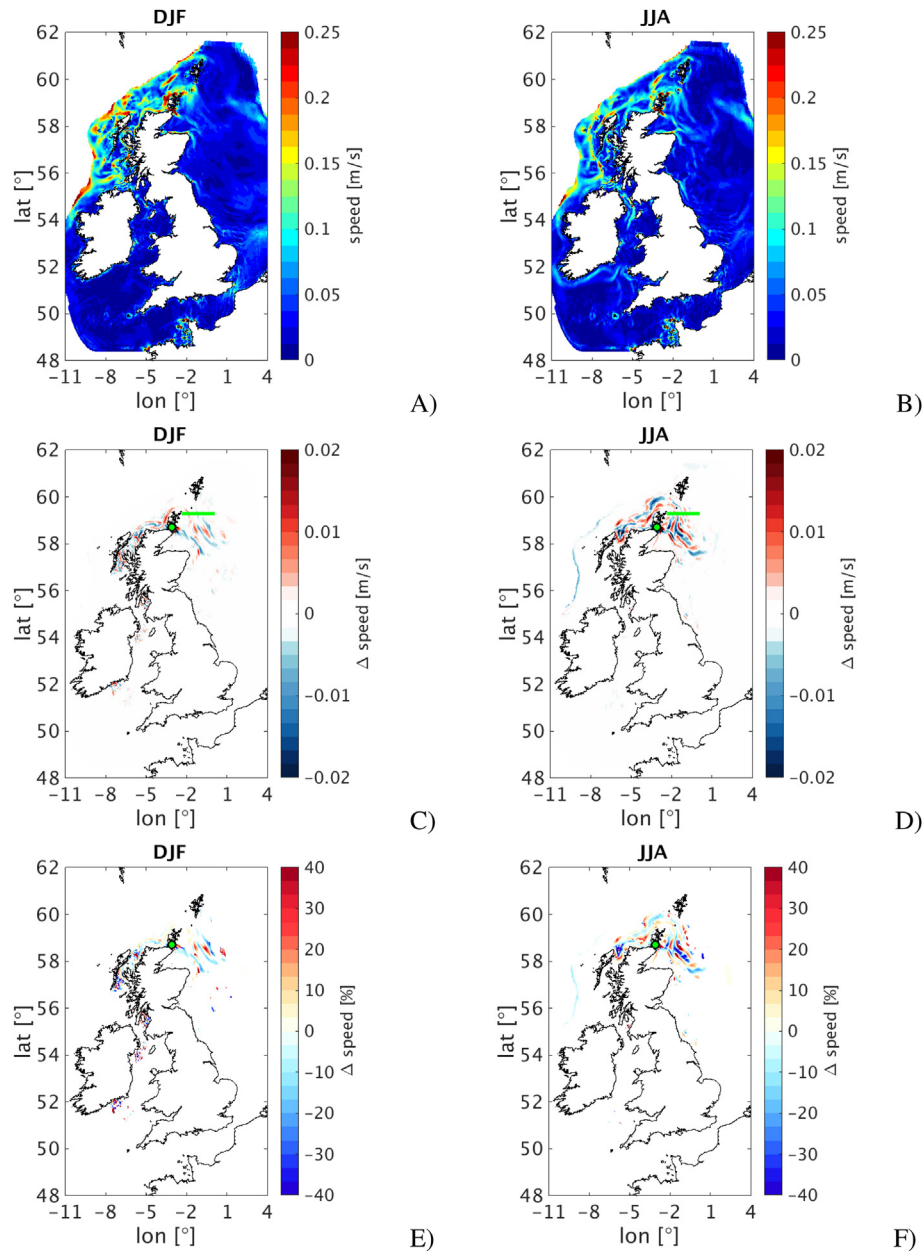 DJF
62
60
58
56
54
52
50
48
lat [°]
-11 -8 -5 -2 1 4
lon [°]
0.25
0.2
0.15
0.1
0.05
0
speed [m/s]
A)
JJA
62
60
58
56
54
52
50
48
lat [°]
-11 -8 -5 -2 1 4
lon [°]
0.25
0.2
0.15
0.1
0.05
0
speed [m/s]
B)
DJF
62
60
58
56
54
52
50
48
lat [°]
-11 -8 -5 -2 1 4
lon [°]
0.02
0.01
0
-0.01
-0.02
Δ speed [m/s]
C)
JJA
62
60
58
56
54
52
50
48
lat [°]
-11 -8 -5 -2 1 4
lon [°]
0.02
0.01
0
-0.01
-0.02
Δ speed [m/s]
D)
DJF
62
60
58
56
54
52
50
48
lat [°]
-11 -8 -5 -2 1 4
lon [°]
40
30
20
10
0
-10
-20
-30
-40
Δ speed [%]
E)
JJA
62
60
58
56
54
52
50
48
lat [°]
-11 -8 -5 -2 1 4
lon [°]
40
30
20
10
0
-10
-20
-30
-40
Δ speed [%]
F)